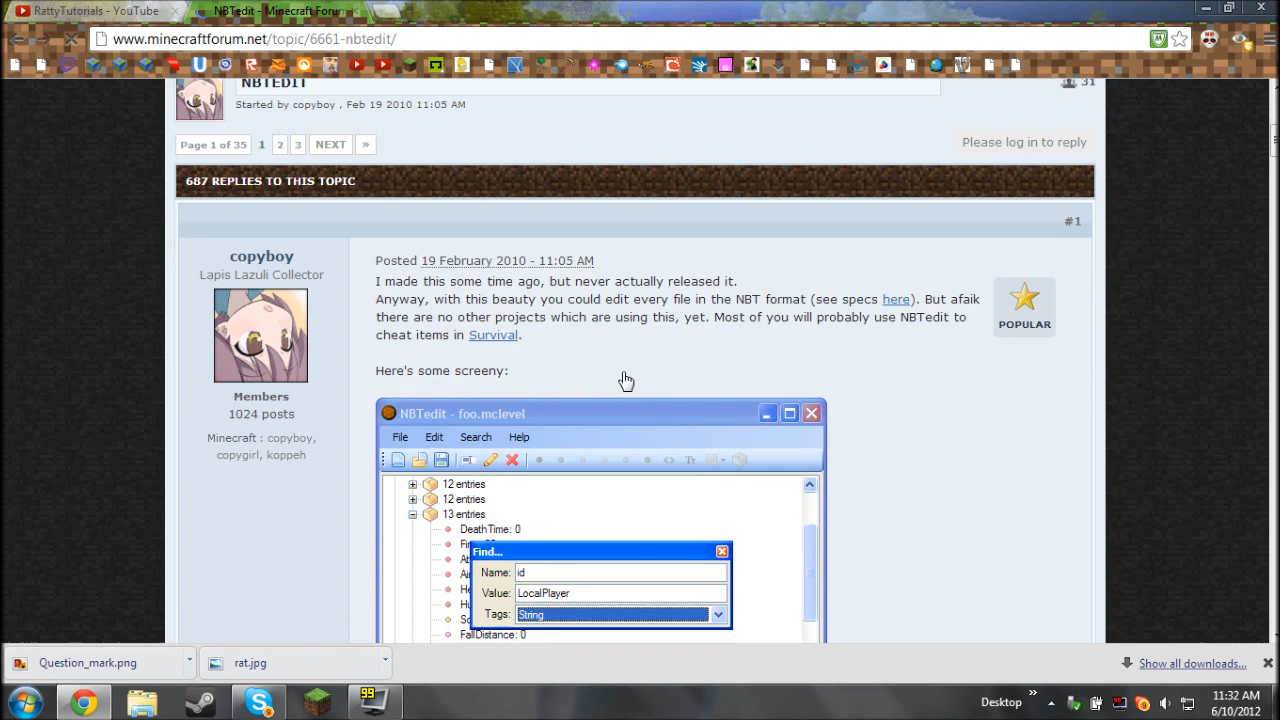 RattyTutorials - YouTube
NBTedit - Minecraft Forum
www.minecraftforum.net/topic/6661-nbtedit/
NBTEDIT
31
Started by copyboy , Feb 19 2010 11:05 AM
Page 1 of 35 1 2 3 NEXT »
Please log in to reply
687 REPLIES TO THIS TOPIC
#1
copyboy
Lapis Lazuli Collector
Members
1024 posts
Minecraft : copyboy,
copygirl, koppeh
Posted 19 February 2010 - 11:05 AM
I made this some time ago, but never actually released it.
Anyway, with this beauty you could edit every file in the NBT format (see specs here). But afaik
there are no other projects which are using this, yet. Most of you will probably use NBTedit to
cheat items in Survival.
POPULAR
Here's some screeny:
NBTedit - foo.mclevel
File Edit Search Help
12 entries
12 entries
13 entries
DeathTime: 0
Find...
Name: id
Value: LocalPlayer
Tags: String
FallDistance: 0
Question_mark.png
rat.jpg
Show all downloads...
99
Desktop
11:32 AM
6/10/2012